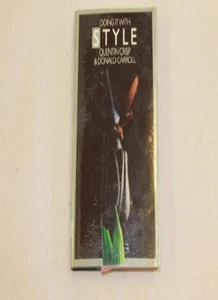 DOING IT WITH
STYLE
QUENTIN CRISP
& DONALD CARROLL